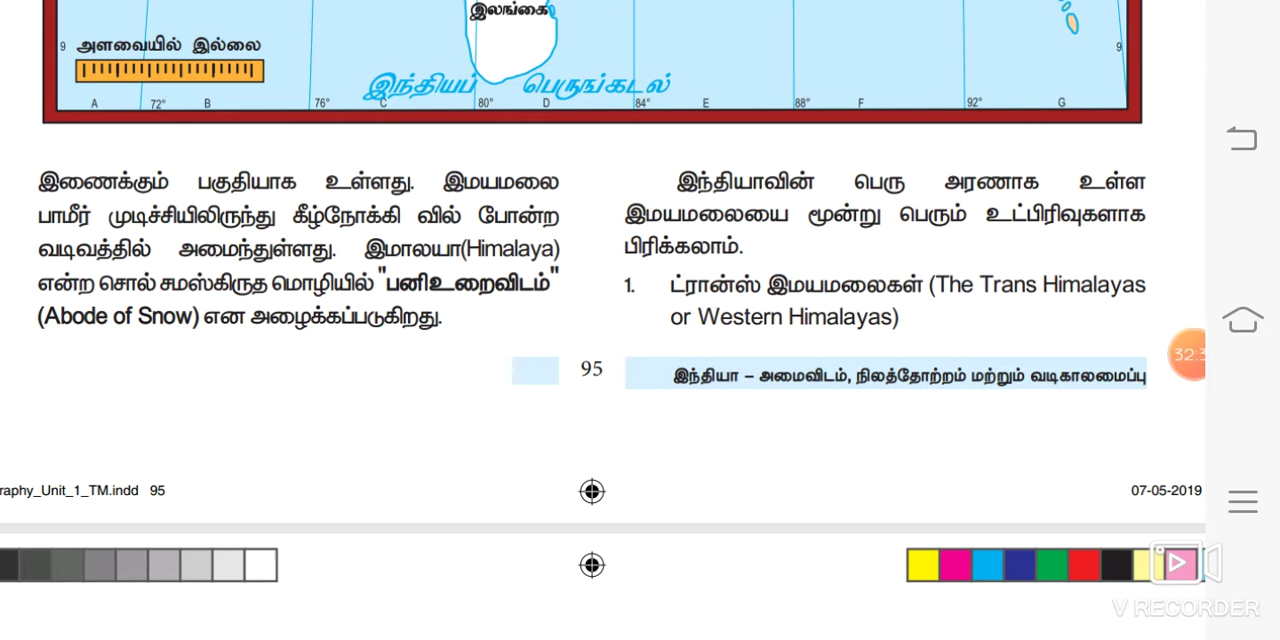 இலங்கை
9
அளவையில் இல்லை
9
இந்தியப் பெருங்கடல்
A 72° B 76° C 80° D 84° E 88° F 92° G
இணைக்கும் பகுதியாக உள்ளது. இமயமலை
பாமீர் முடிச்சியிலிருந்து கீழ்நோக்கி வில் போன்ற
வடிவத்தில் அமைந்துள்ளது. இமாலயா(Himalaya)
என்ற சொல் சமஸ்கிருத மொழியில் "பனிஉறைவிடம்"
(Abode of Snow) என அழைக்கப்படுகிறது.
இந்தியாவின் பெரு அரணாக உள்ள
இமயமலையை மூன்று பெரும் உட்பிரிவுகளாக
பிரிக்கலாம்.
1. ட்ரான்ஸ் இமயமலைகள் (The Trans Himalayas
or Western Himalayas)
95
இந்தியா – அமைவிடம், நிலத்தோற்றம் மற்றும் வடிகாலமைப்பு
raphy_Unit_1_TM.indd 95
07-05-2019
V RECORDER